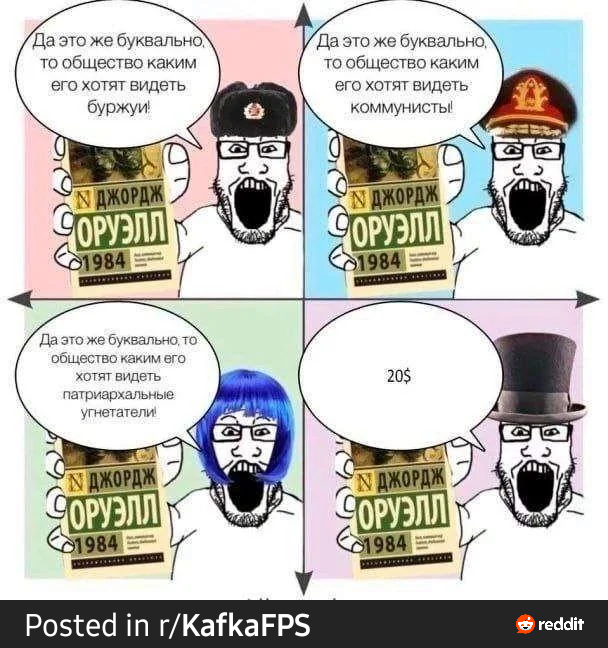 Да это же буквально,
то общество каким
его хотят видеть
буржуи!
Да это же буквально,
то общество каким
его хотят видеть
коммунисты!
ДЖОРДЖ
ОРУЭЛЛ
1984
ДЖОРДЖ
ОРУЭЛЛ
1984
Да это же буквально, то
общество каким его
хотят видеть
патриархальные
угнетатели!
20$
ДЖОРДЖ
ОРУЭЛЛ
1984
ДЖОРДЖ
ОРУЭЛЛ
1984
Posted in r/KafkaFPS
reddit